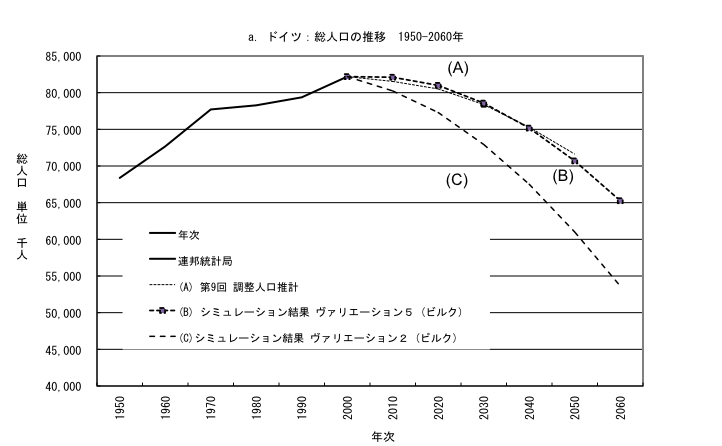 a. ドイツ：総人口の推移　1950-2060年
85,000
80,000
75,000
70,000
65,000
60,000
55,000
50,000
45,000
40,000
総人口　単位　千人
(A)
(B)
(C)
年次
連邦統計局
(A) 第9回 調整人口推計
(B) シミュレーション結果 ヴァリエーション５（ビルク）
(C)シミュレーション結果 ヴァリエーション２（ビルク）
1950 1960 1970 1980 1990 2000 2010 2020 2030 2040 2050 2060
年次